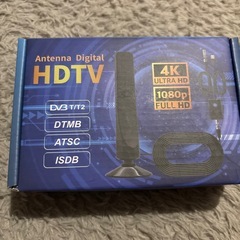 Antenna Digital
HDTV
4K
ULTRA HD
1080p
FULL HD
DVB T/T2
DTMB
ATSC
ISDB